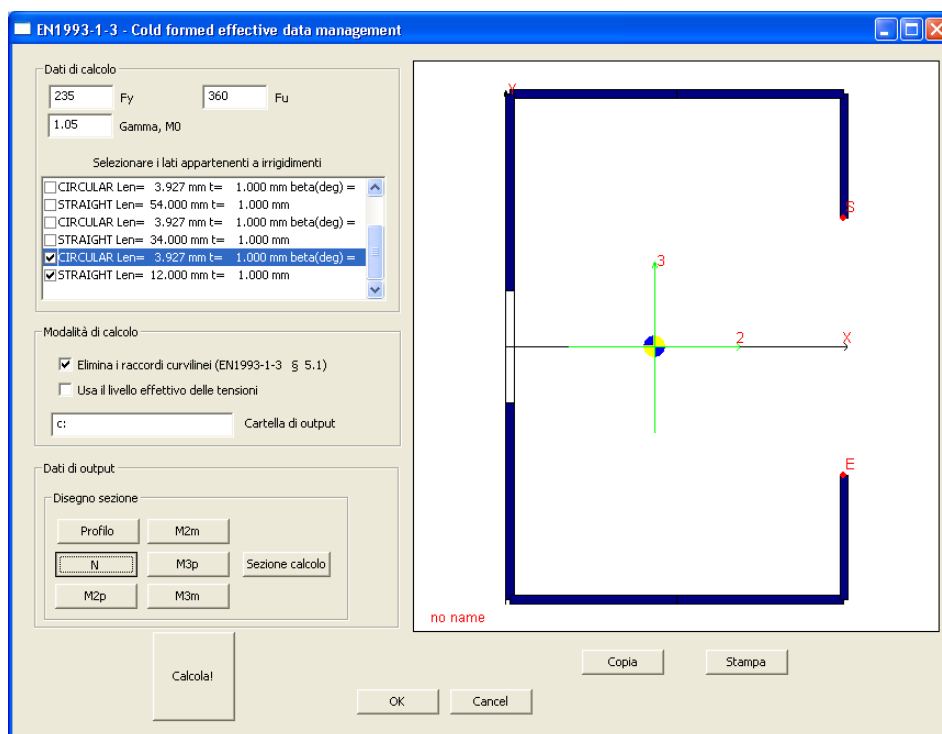 EN1993-1-3 - Cold formed effective data management
Dati di calcolo
235 Fy 360 Fu
1.05 Gamma, M0
Selezionare i lati appartenenti a irrigidimenti
CIRCULAR Len= 3.927 mm t= 1.000 mm beta(deg) =
STRAIGHT Len= 54.000 mm t= 1.000 mm
CIRCULAR Len= 3.927 mm t= 1.000 mm beta(deg) =
STRAIGHT Len= 34.000 mm t= 1.000 mm
CIRCULAR Len= 3.927 mm t= 1.000 mm beta(deg) =
STRAIGHT Len= 12.000 mm t= 1.000 mm
Modalità di calcolo
Elimina i raccordi curvilinei (EN1993-1-3 § 5.1)
Usa il livello effettivo delle tensioni
c: Cartella di output
Dati di output
Disegno sezione
Profilo M2m
N M3p Sezione calcolo
M2p M3m
Calcola!
OK Cancel
Y
S
3
2 X
E
no name
Copia Stampa